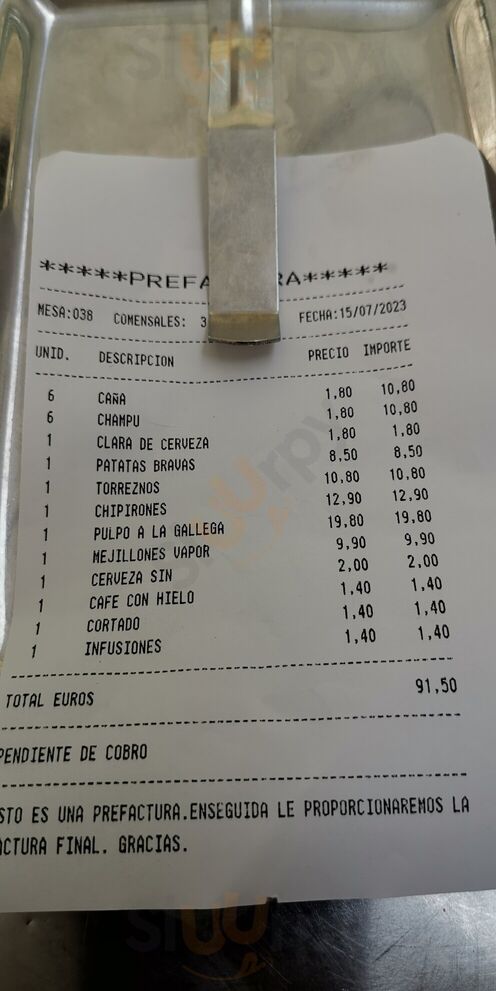 *****PREFA RA*****
MESA:038 COMENSALES: 3 FECHA:15/07/2023
UNID. DESCRIPCION PRECIO IMPORTE
6 CAÑA 1,80 10,80
6 CHAMPU 1,80 10,80
1 CLARA DE CERVEZA 1,80 1,80
1 PATATAS BRAVAS 8,50 8,50
1 TORREZNOS 10,80 10,80
1 CHIPIRONES 12,90 12,90
1 PULPO A LA GALLEGA 19,80 19,80
1 MEJILLONES VAPOR 9,90 9,90
1 CERVEZA SIN 2,00 2,00
1 CAFE CON HIELO 1,40 1,40
1 CORTADO 1,40 1,40
1 INFUSIONES 1,40 1,40
TOTAL EUROS 91,50
PENDIENTE DE COBRO
STO ES UNA PREFACTURA.ENSEGUIDA LE PROPORCIONAREMOS LA
ACTURA FINAL. GRACIAS.